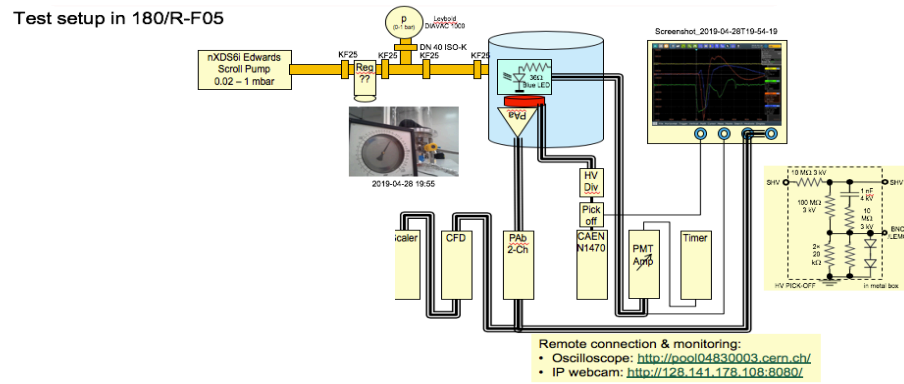 Test setup in 180/R-F05
P
(0-1 bar)
Leybold
DIAVAC 1000
DN 40 ISO-K
nXDS6i Edwards
Scroll Pump
0.02 – 1 mbar
KF25
KF25
KF25
KF25
Reg
??
36Ω
Blue LED
PAa
Screenshot_2019-04-28T19-54-19
2019-04-28 19:55
HV
Div
Pick
off
Scaler
CFD
PAb
2-Ch
CAEN
N1470
PMT
Amp
Timer
SHV
10 MΩ 3 kV
SHV
1 nF
4 kV
100 MΩ
3 kV
10
MΩ
3 kV
BNC
/LEMO
2×
20
kΩ
HV PICK-OFF
in metal box
Remote connection & monitoring:
• Oscilloscope: http://pool04830003.cern.ch/
• IP webcam: http://128.141.178.108:8080/